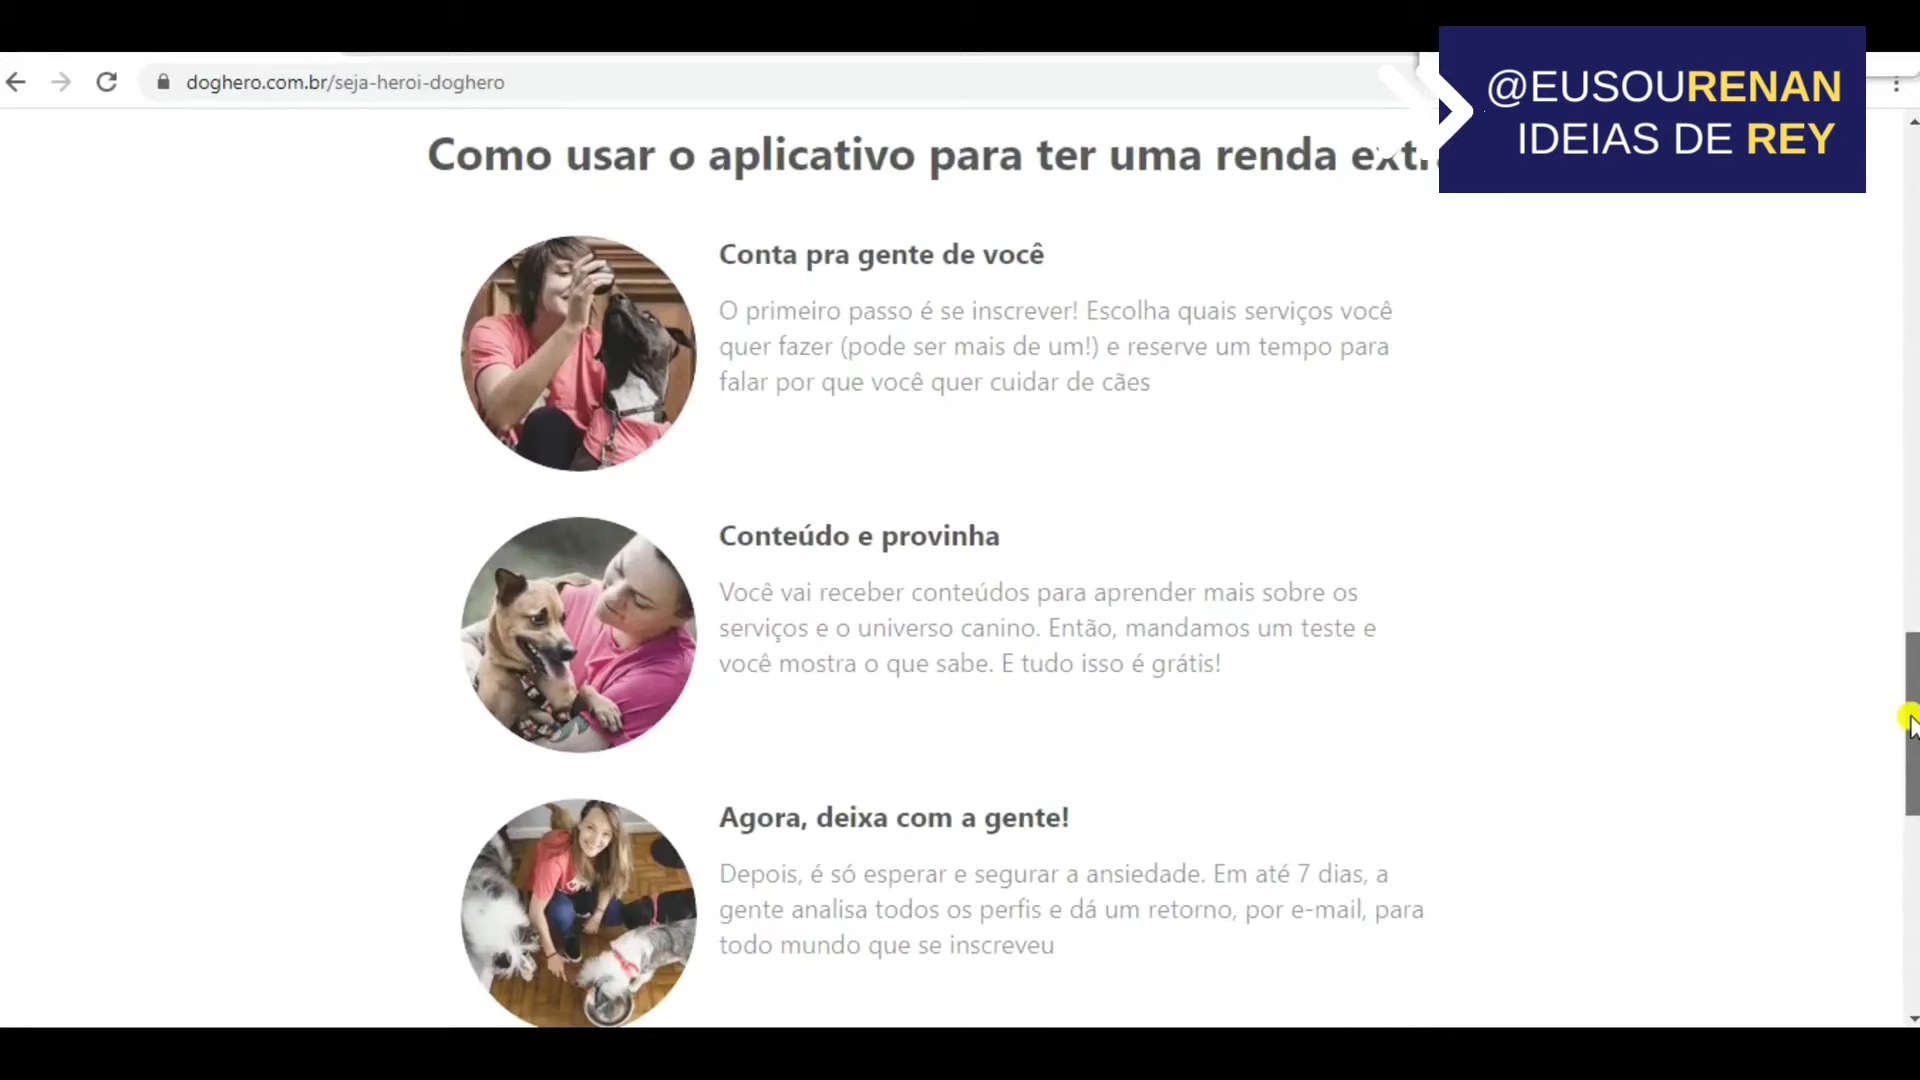 doghero.com.br/seja-heroi-doghero
@EUSOURENAN
IDEIAS DE REY
Como usar o aplicativo para ter uma renda extra
Conta pra gente de você
O primeiro passo é se inscrever! Escolha quais serviços você
quer fazer (pode ser mais de um!) e reserve um tempo para
falar por que você quer cuidar de cães
Conteúdo e provinha
Você vai receber conteúdos para aprender mais sobre os
serviços e o universo canino. Então, mandamos um teste e
você mostra o que sabe. E tudo isso é grátis!
Agora, deixa com a gente!
Depois, é só esperar e segurar a ansiedade. Em até 7 dias, a
gente analisa todos os perfis e dá um retorno, por e-mail, para
todo mundo que se inscreveu